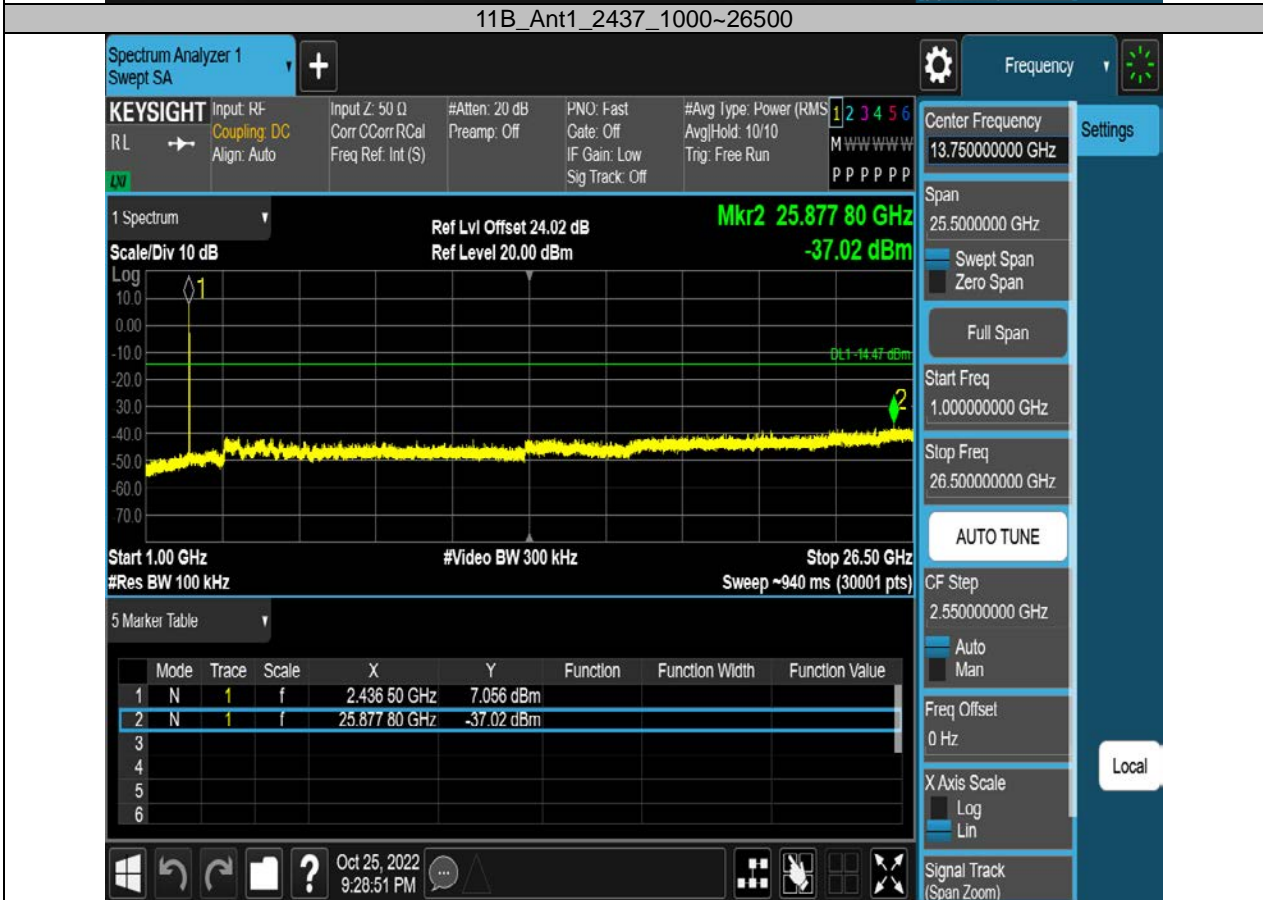 11B_Ant1_2437_1000~26500
Spectrum Analyzer 1
Swept SA
+
Frequency
KEYSIGHT
RL
LXI
Input: RF
Coupling: DC
Align: Auto
Input Z: 50 Ω
Corr CCorr RCal
Freq Ref: Int (S)
#Atten: 20 dB
Preamp: Off
PNO: Fast
Gate: Off
IF Gain: Low
Sig Track: Off
#Avg Type: Power (RMS
Avg|Hold: 10/10
Trig: Free Run
1 2 3 4 5 6
M W W W W W
P P P P P P
1 Spectrum
Scale/Div 10 dB
Ref Lvl Offset 24.02 dB
Ref Level 20.00 dBm
Mkr2 25.877 80 GHz
-37.02 dBm
Log
10.0
0.00
-10.0
-20.0
30.0
-40.0
-50.0
-60.0
70.0
1
DL1 -14.47 dBm
2
Start 1.00 GHz
#Video BW 300 kHz
Stop 26.50 GHz
#Res BW 100 kHz
Sweep ~940 ms (30001 pts)
5 Marker Table
Mode Trace Scale X Y Function Function Width Function Value
1 N 1 f 2.436 50 GHz 7.056 dBm
2 N 1 f 25.877 80 GHz -37.02 dBm
3
4
5
6
Center Frequency
13.750000000 GHz
Settings
Span
25.5000000 GHz
Swept Span
Zero Span
Full Span
Start Freq
1.000000000 GHz
Stop Freq
26.500000000 GHz
AUTO TUNE
CF Step
2.550000000 GHz
Auto
Man
Freq Offset
0 Hz
X Axis Scale
Log
Lin
Local
Signal Track
(Span Zoom)
?
Oct 25, 2022
9:28:51 PM